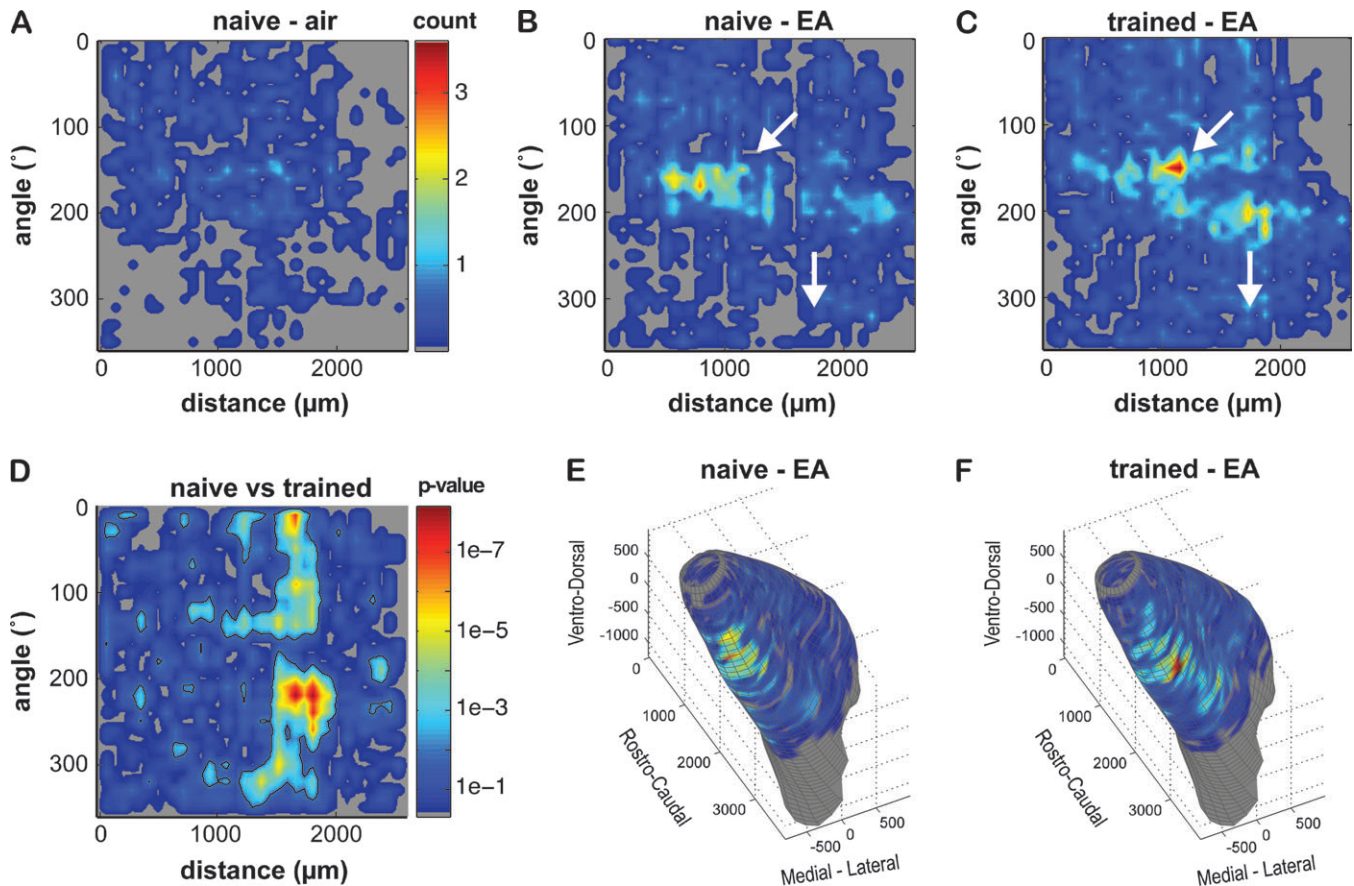 A
naive - air
count
3
2
1
0
100
200
300
angle (˚)
0
1000
2000
distance (µm)
B
naive - EA
0
100
200
300
angle (˚)
0
1000
2000
distance (µm)
C
trained - EA
0
100
200
300
angle (˚)
0
1000
2000
distance (µm)
D
naive vs trained
p-value
1e–7
1e–5
1e–3
1e–1
0
100
200
300
angle (˚)
0
1000
2000
distance (µm)
E
naive - EA
Ventro-Dorsal
500
0
-500
-1000
0
1000
2000
3000
Rostro-Caudal
-500
0
500
Medial - Lateral
F
trained - EA
Ventro-Dorsal
500
0
-500
-1000
0
1000
2000
3000
Rostro-Caudal
-500
0
500
Medial - Lateral